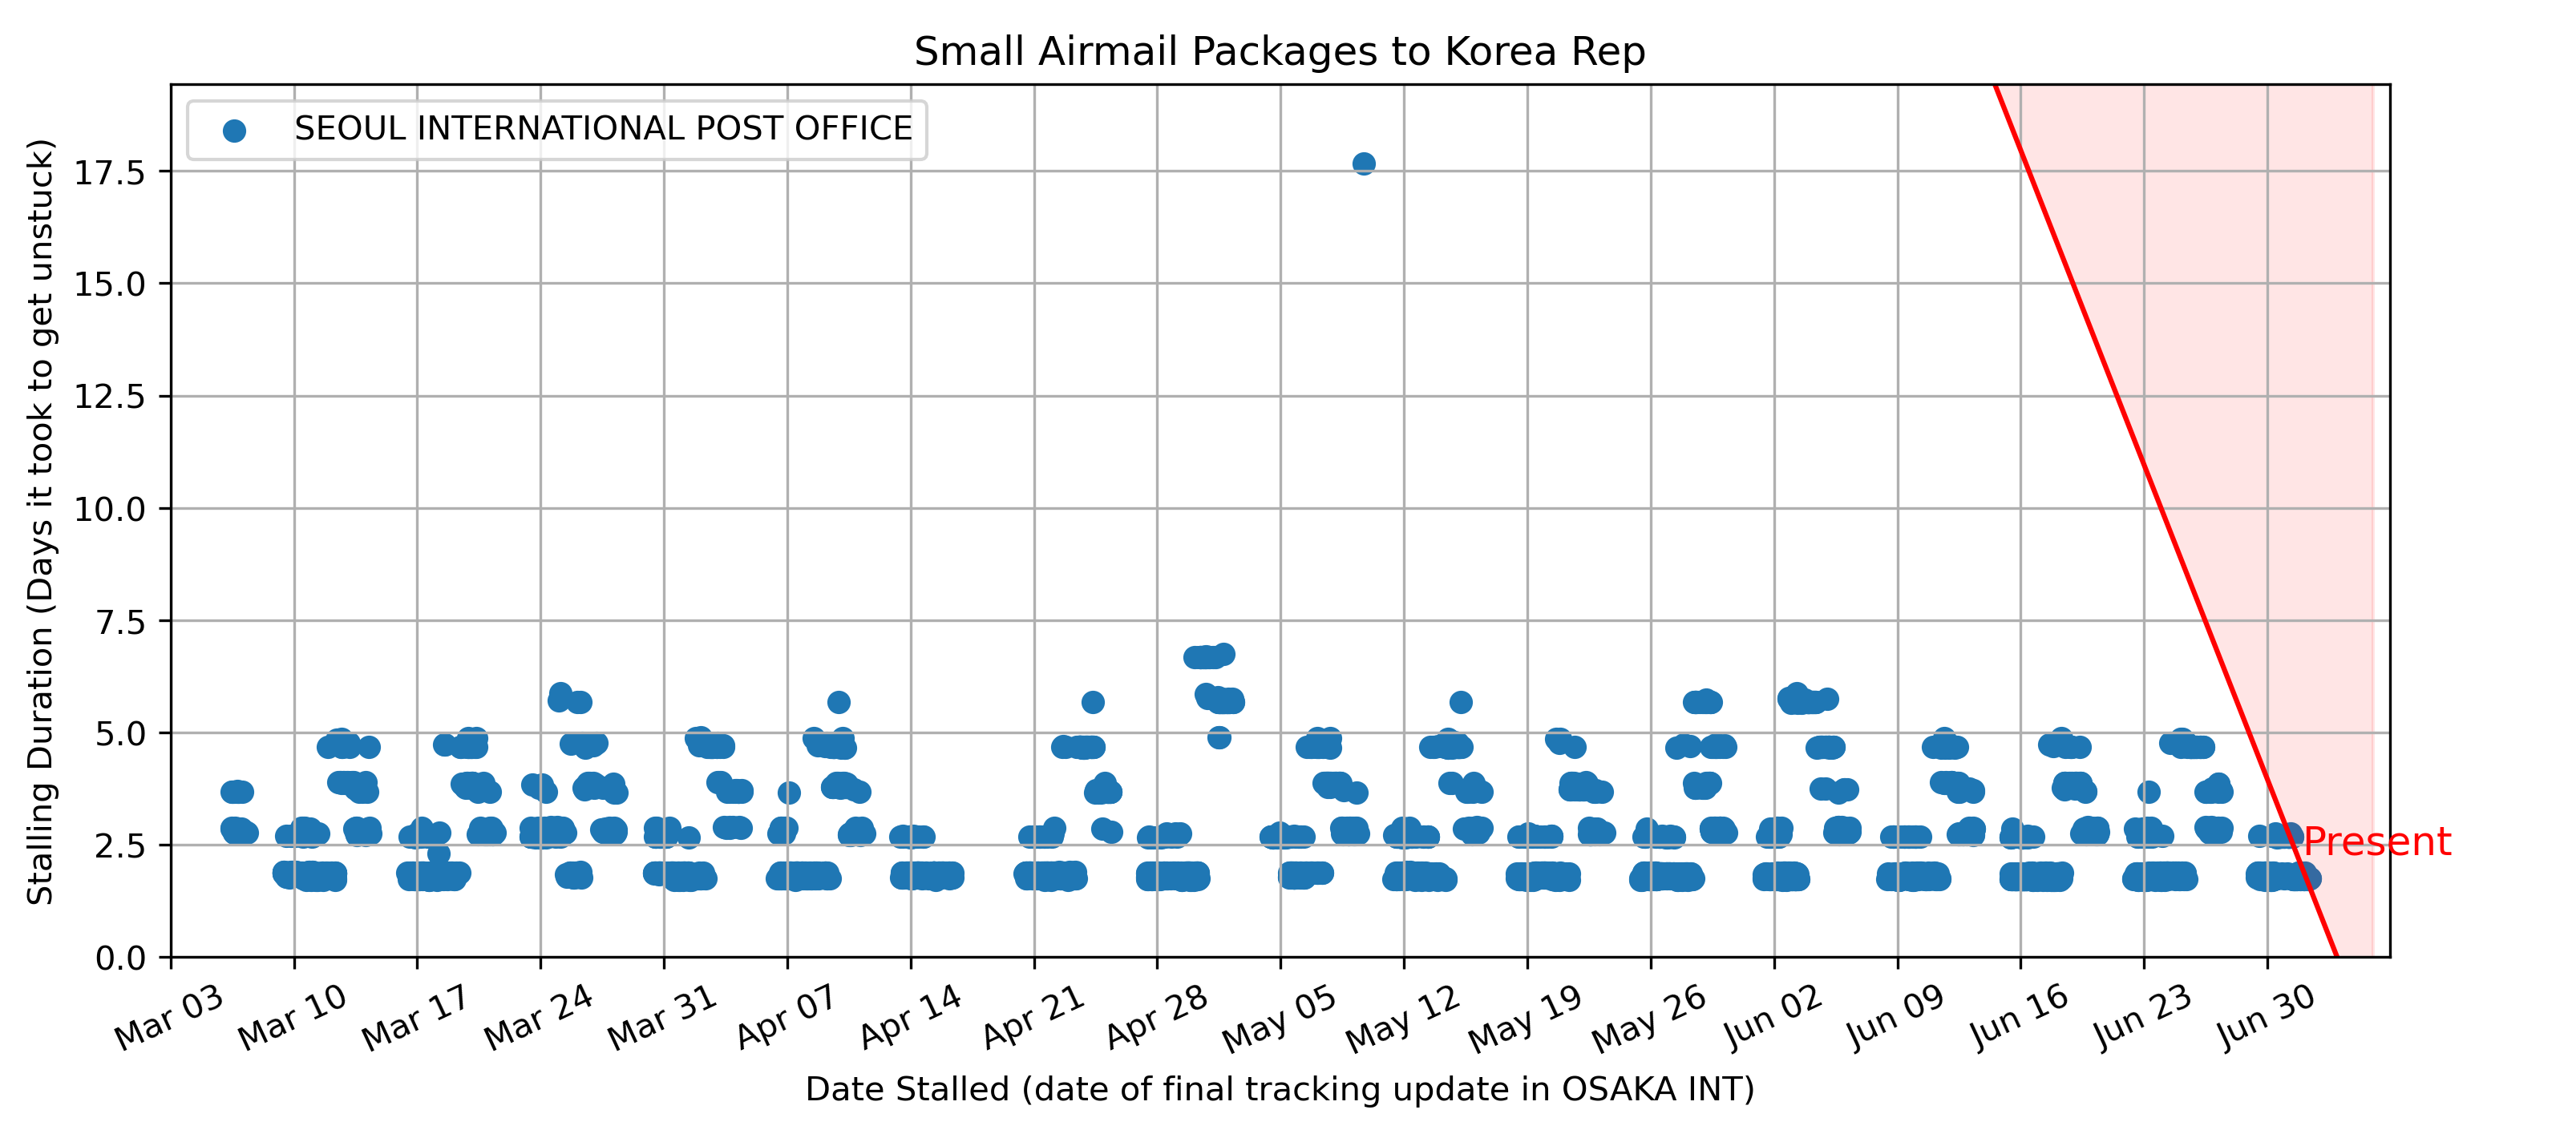 Small Airmail Packages to Korea Rep
SEOUL INTERNATIONAL POST OFFICE
Stalling Duration (Days it took to get unstuck)
17.5
15.0
12.5
10.0
7.5
5.0
2.5
0.0
Present
Mar 03
Mar 10
Mar 17
Mar 24
Mar 31
Apr 07
Apr 14
Apr 21
Apr 28
May 05
May 12
May 19
May 26
Jun 02
Jun 09
Jun 16
Jun 23
Jun 30
Date Stalled (date of final tracking update in OSAKA INT)